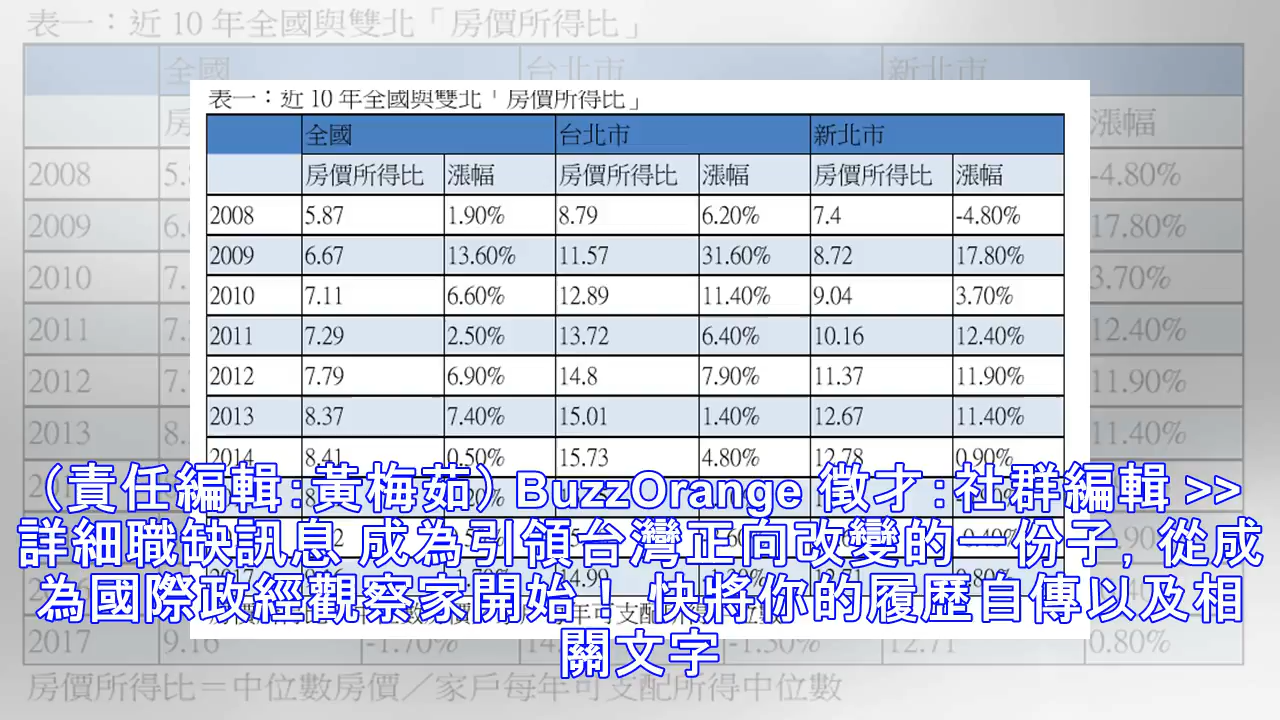 表一：近 10 年全國與雙北「房價所得比」
全國 台北市 新北市
房價所得比 漲幅 房價所得比 漲幅 房價所得比 漲幅
2008 5.87 1.90% 8.79 6.20% 7.4 -4.80%
2009 6.67 13.60% 11.57 31.60% 8.72 17.80%
2010 7.11 6.60% 12.89 11.40% 9.04 3.70%
2011 7.29 2.50% 13.72 6.40% 10.16 12.40%
2012 7.79 6.90% 14.8 7.90% 11.37 11.90%
2013 8.37 7.40% 15.01 1.40% 12.67 11.40%
2014 8.41 0.50% 15.73 4.80% 12.78 0.90%
（責任編輯：黃梅茹）BuzzOrange 徵才：社群編輯 >>
詳細職缺訊息 成為引領台灣正向改變的一份子，從成
為國際政經觀察家開始！ 快將你的履歷自傳以及相
關文字
2017 9.16 -1.70% -1.30% 12.71 0.80%
房價所得比＝中位數房價／家戶每年可支配所得中位數